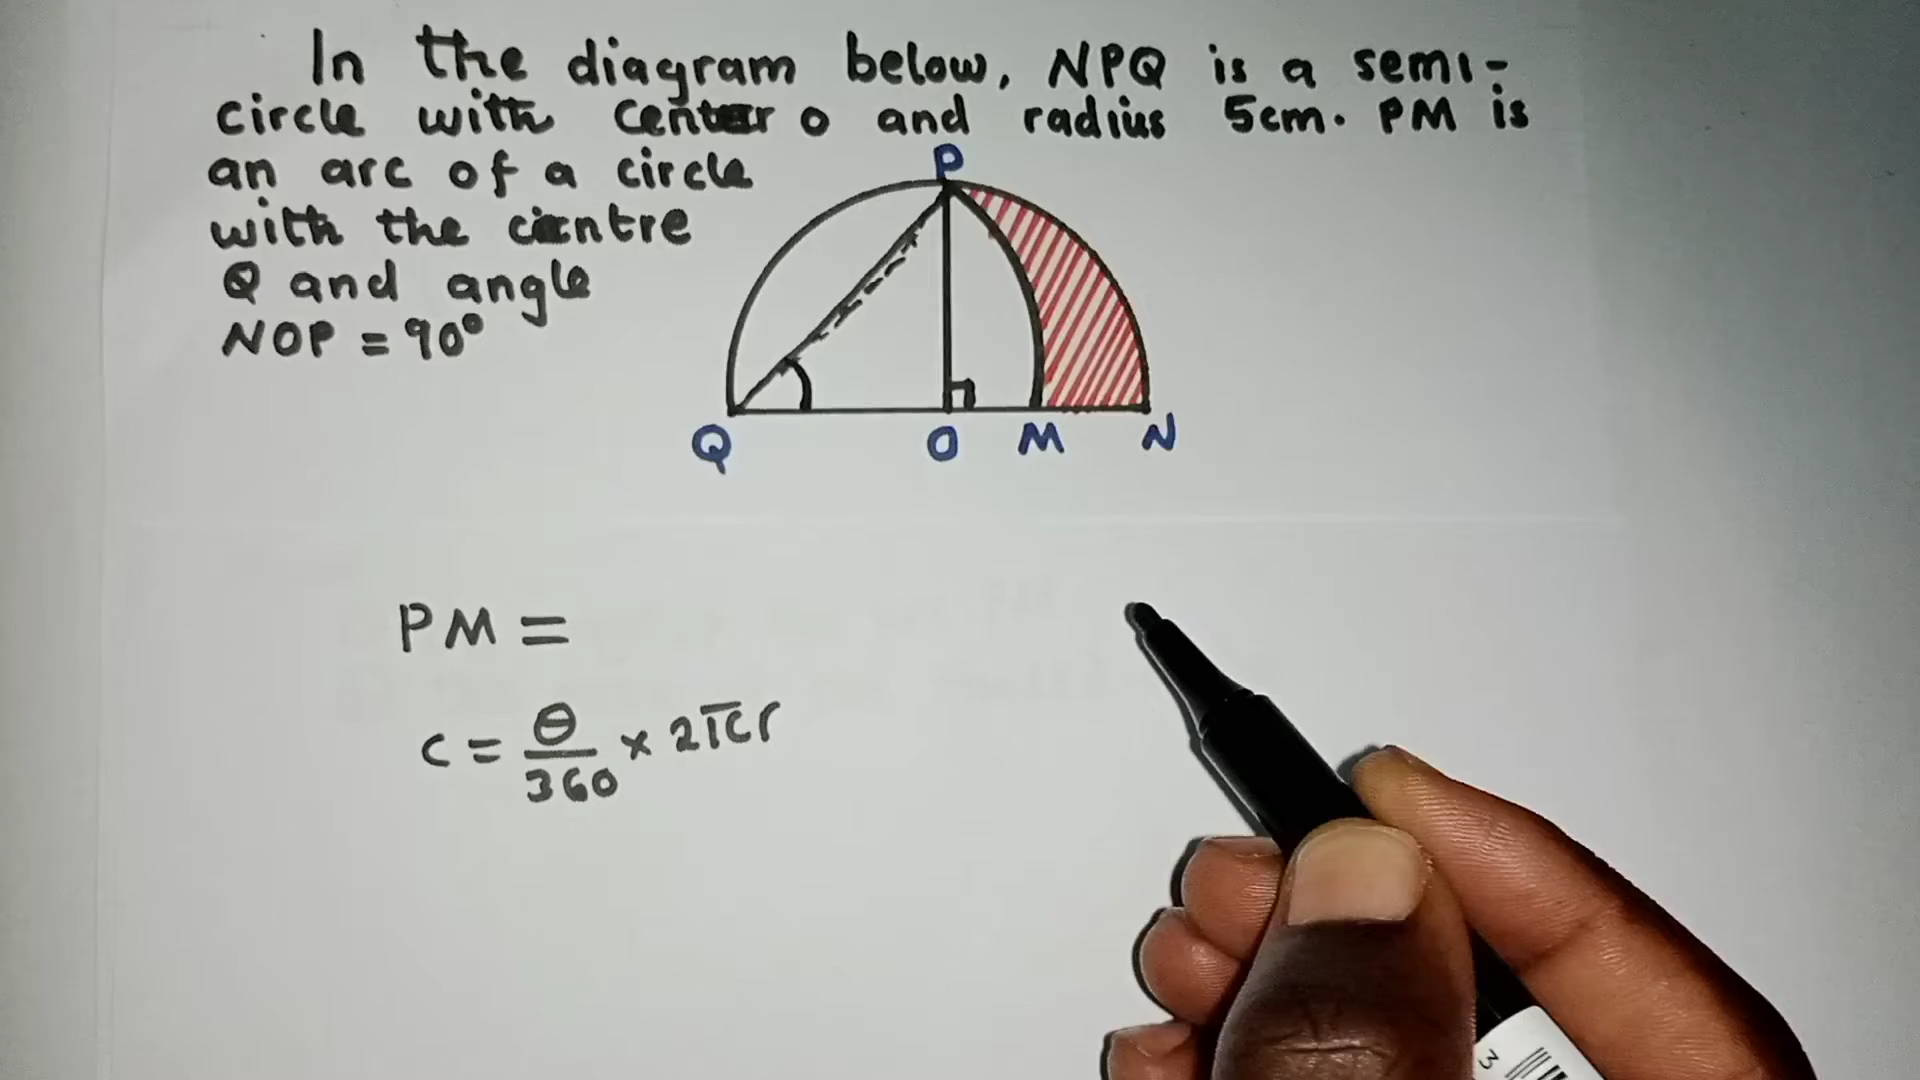 In the diagram below, NPQ is a semi-
circle with center O and radius 5cm. PM is
an arc of a circle
with the centre
Q and angle
NOP = 90°
P
Q O M N
PM =
C = θ/360 × 2πr
3